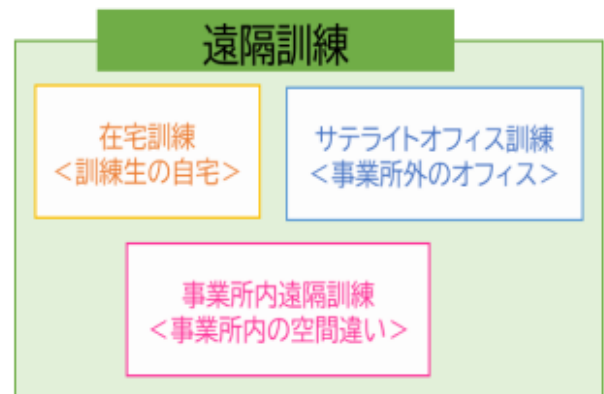 遠隔訓練
在宅訓練
＜訓練生の自宅＞
サテライトオフィス訓練
＜事業所外のオフィス＞
事業所内遠隔訓練
＜事業所内の空間違い＞